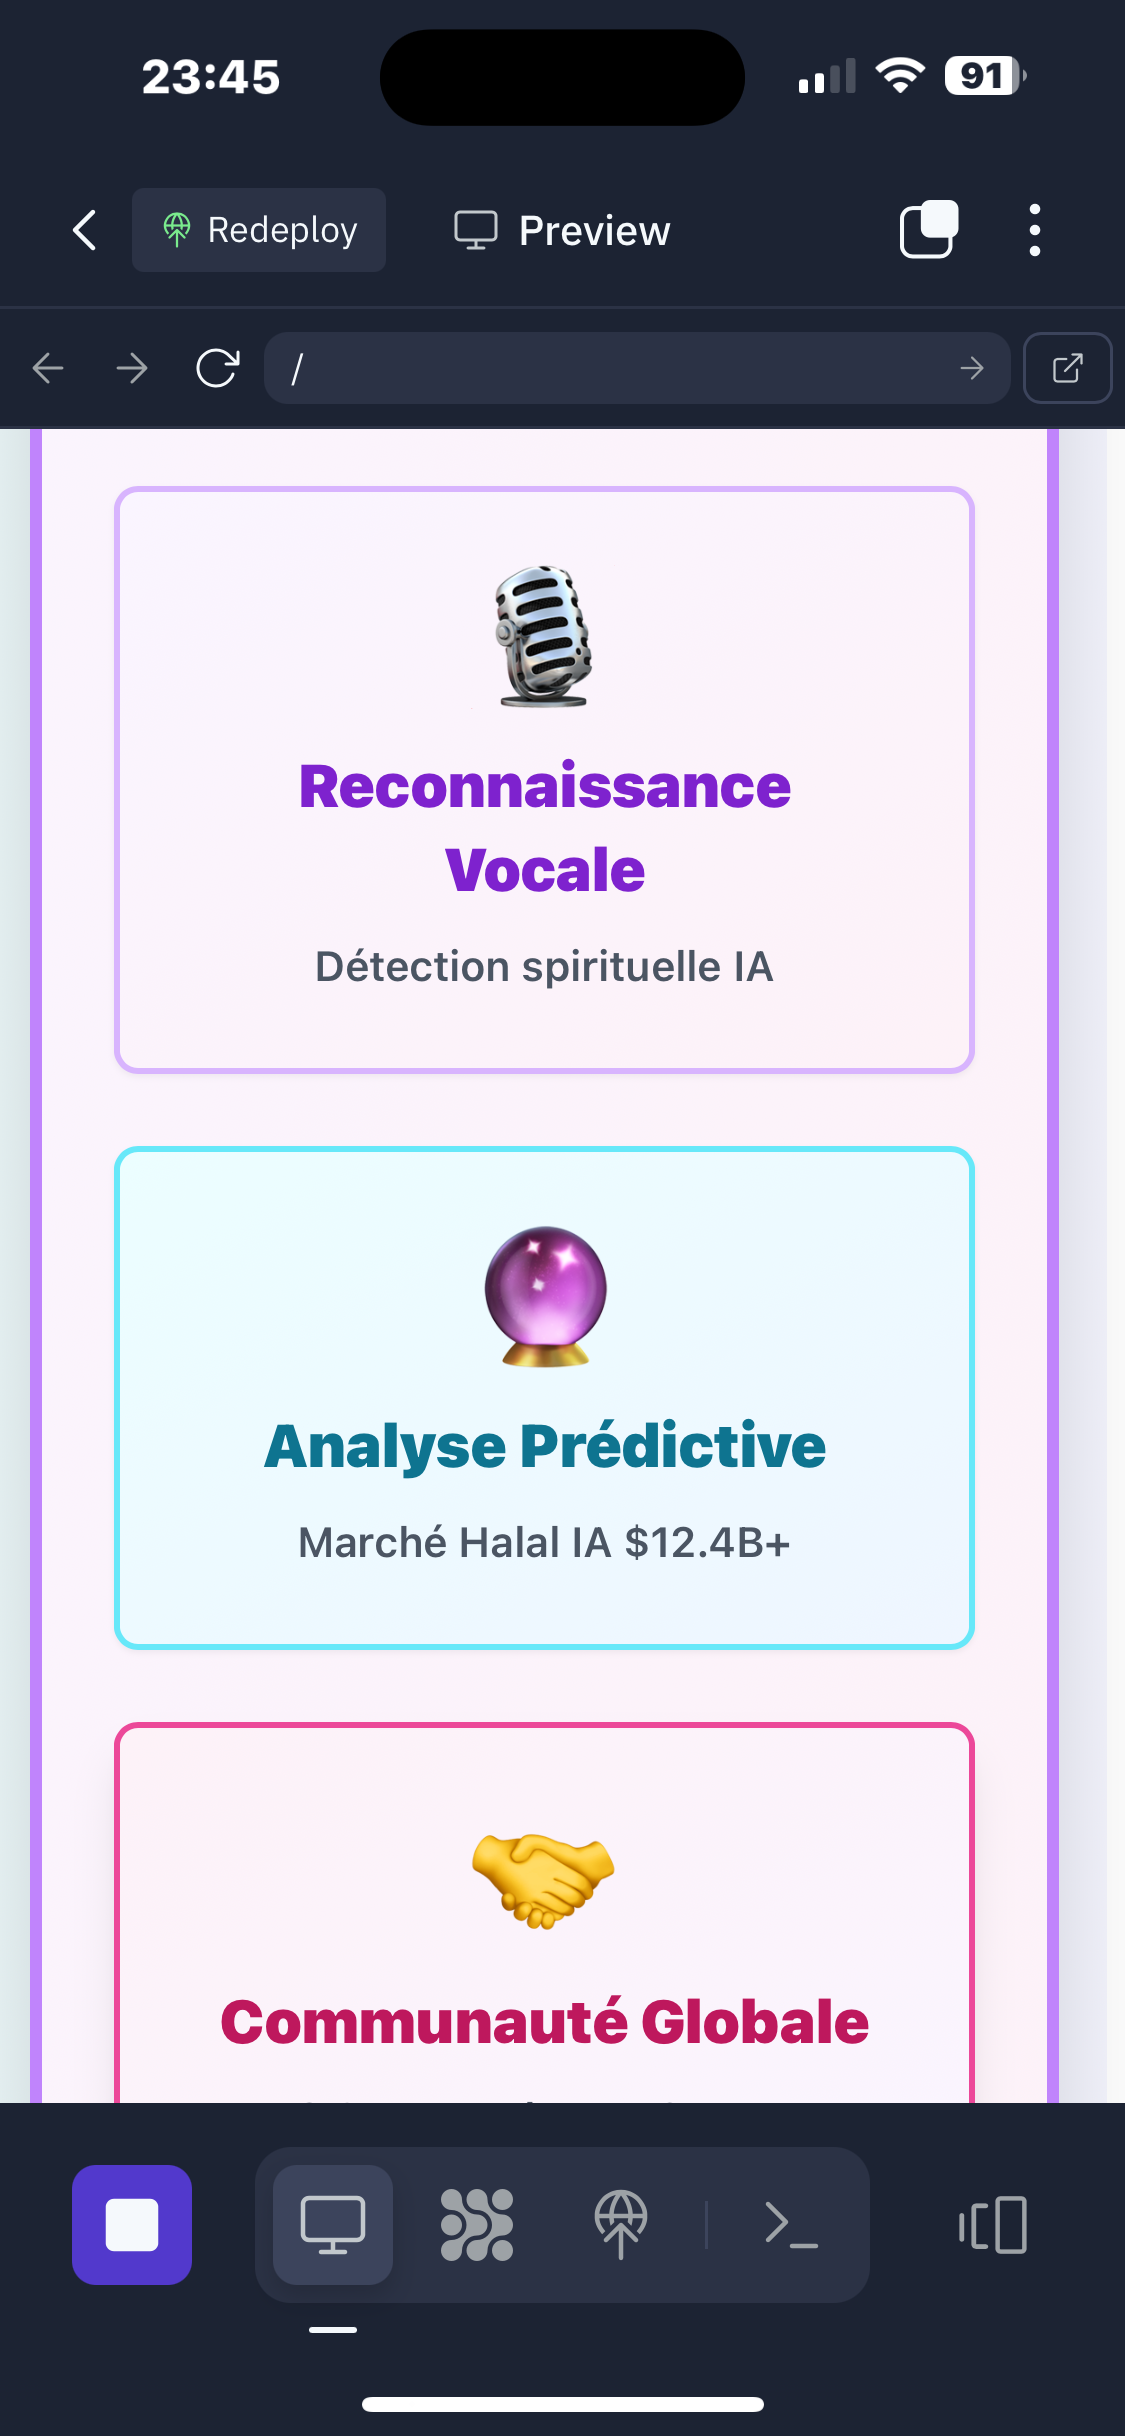 23:45
91
Redeploy
Preview
/
Reconnaissance
Vocale
Détection spirituelle IA
Analyse Prédictive
Marché Halal IA $12.4B+
Communauté Globale